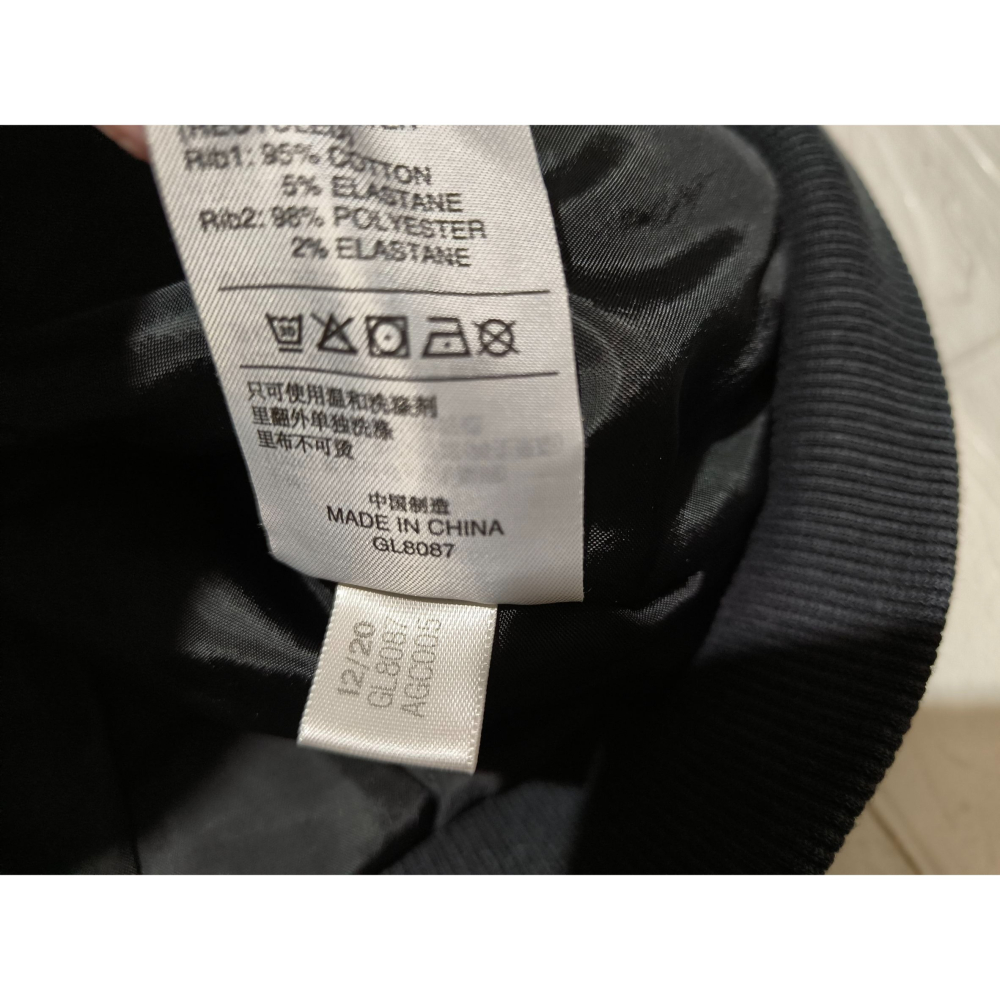 Rib1: 95% COTTON
5% ELASTANE
Rib2: 98% POLYESTER
2% ELASTANE
30
只可使用温和洗涤剂
里翻外单独洗涤
里布不可烫
中国制造
MADE IN CHINA
GL8087
12/20
GL8087
AGC005